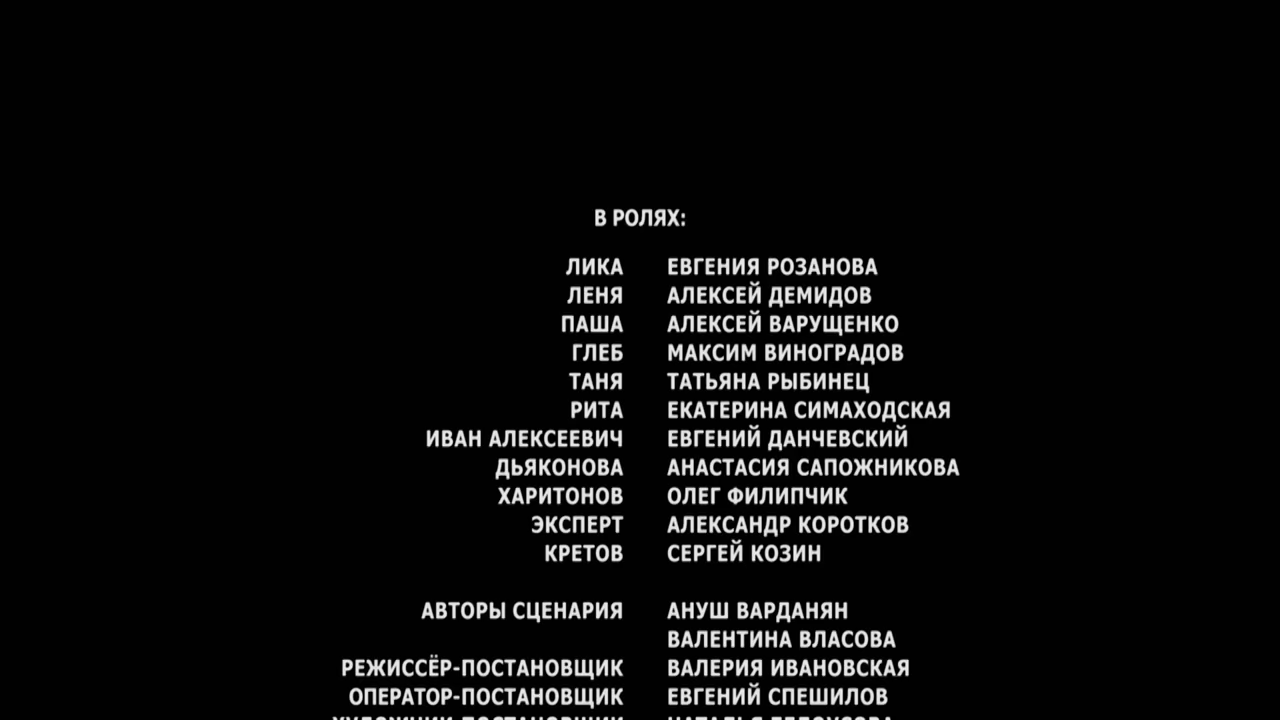 В РОЛЯХ:
ЛИКА ЕВГЕНИЯ РОЗАНОВА
ЛЕНЯ АЛЕКСЕЙ ДЕМИДОВ
ПАША АЛЕКСЕЙ ВАРУЩЕНКО
ГЛЕБ МАКСИМ ВИНОГРАДОВ
ТАНЯ ТАТЬЯНА РЫБИНЕЦ
РИТА ЕКАТЕРИНА СИМАХОДСКАЯ
ИВАН АЛЕКСЕЕВИЧ ЕВГЕНИЙ ДАНЧЕВСКИЙ
ДЬЯКОНОВА АНАСТАСИЯ САПОЖНИКОВА
ХАРИТОНОВ ОЛЕГ ФИЛИПЧИК
ЭКСПЕРТ АЛЕКСАНДР КОРОТКОВ
КРЕТОВ СЕРГЕЙ КОЗИН
АВТОРЫ СЦЕНАРИЯ АНУШ ВАРДАНЯН
ВАЛЕНТИНА ВЛАСОВА
РЕЖИССЁР-ПОСТАНОВЩИК ВАЛЕРИЯ ИВАНОВСКАЯ
ОПЕРАТОР-ПОСТАНОВЩИК ЕВГЕНИЙ СПЕШИЛОВ